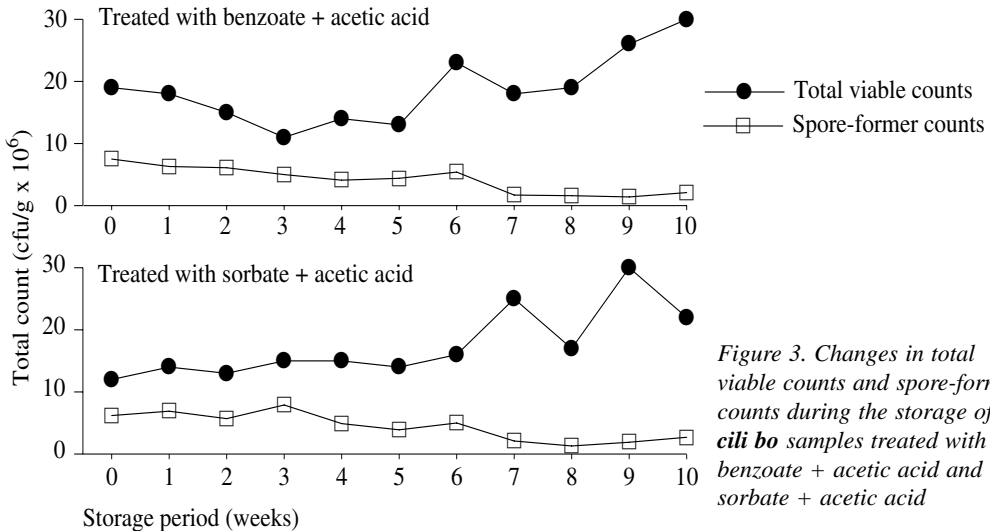 Treated with benzoate + acetic acid
30
20
10
0
0 1 2 3 4 5 6 7 8 9 10
Total viable counts
Spore-former counts
Total count (cfu/g x 10⁶)
Treated with sorbate + acetic acid
30
20
10
0
0 1 2 3 4 5 6 7 8 9 10
Storage period (weeks)
Figure 3. Changes in total
viable counts and spore-for
counts during the storage of
cili bo samples treated with
benzoate + acetic acid and
sorbate + acetic acid